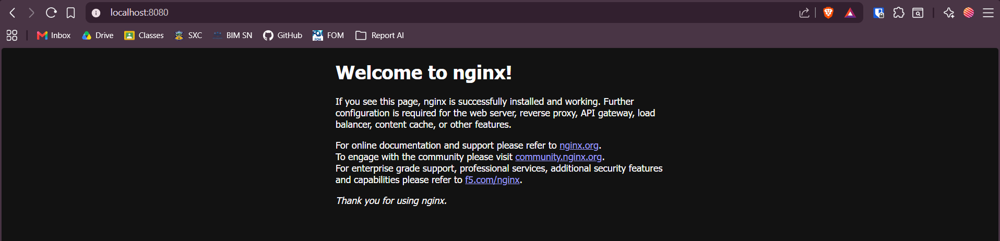 localhost:8080
Inbox
Drive
Classes
SXC
BIM SN
GitHub
FOM
FOM
Report AI
Welcome to nginx!
If you see this page, nginx is successfully installed and working. Further
configuration is required for the web server, reverse proxy, API gateway, load
balancer, content cache, or other features.
For online documentation and support please refer to nginx.org.
To engage with the community please visit community.nginx.org.
For enterprise grade support, professional services, additional security features
and capabilities please refer to f5.com/nginx.
Thank you for using nginx.